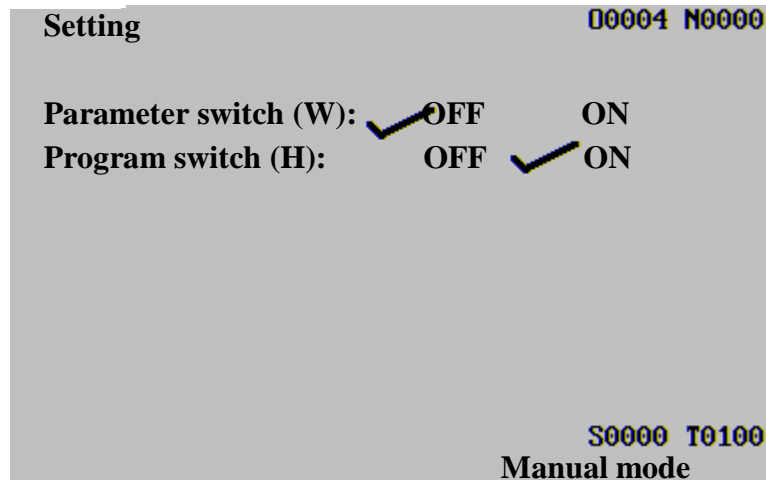 Setting O0004 N0000
Parameter switch (W): OFF ON
Program switch (H): OFF ON
S0000 T0100
Manual mode